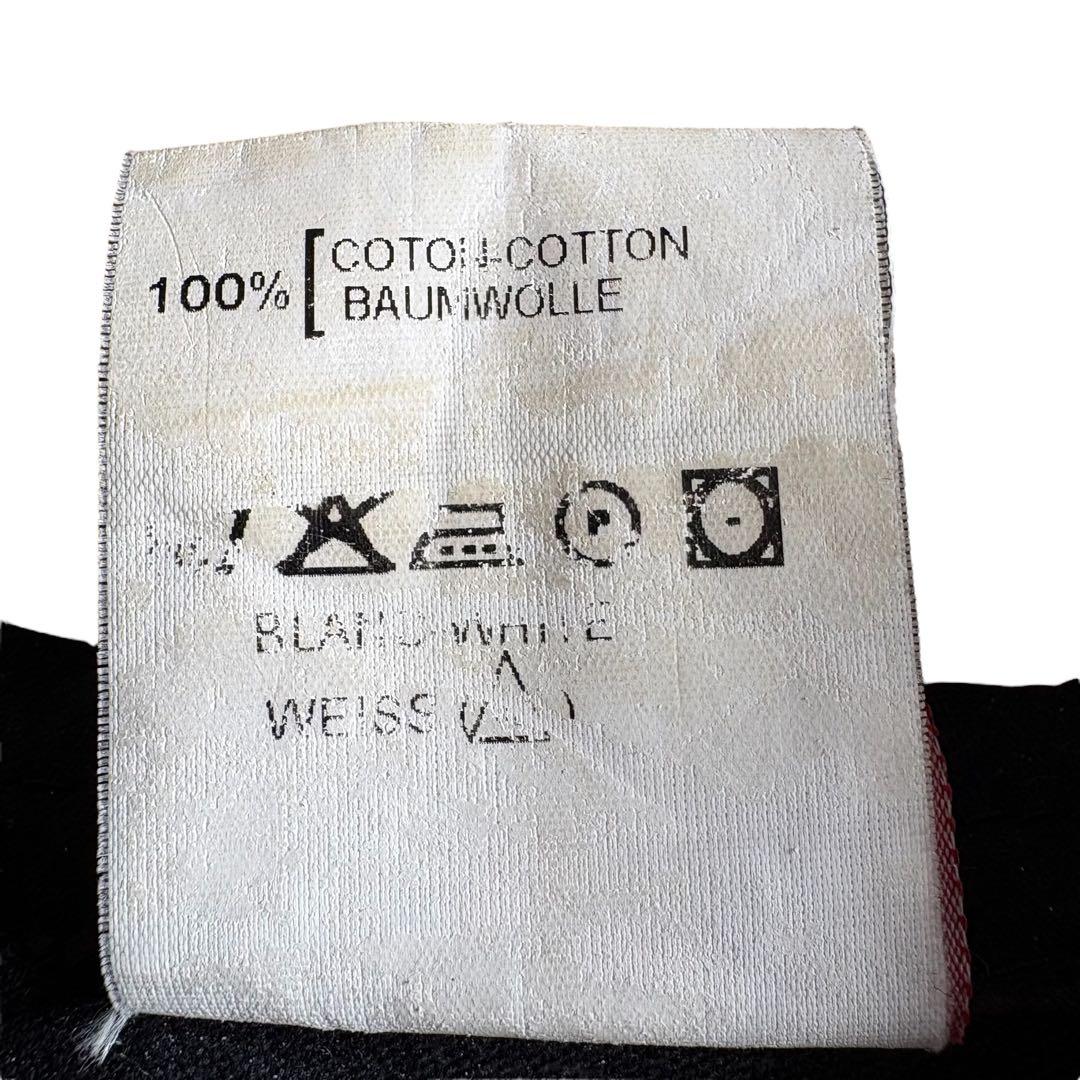 100% [ COTON-COTTON
BAUMWOLLE
P
BLANC-WHITE
WEISS